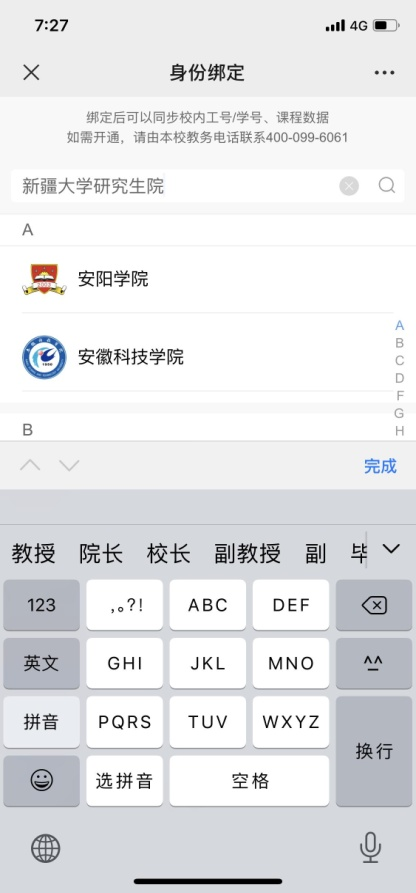 7:27
4G
身份绑定
绑定后可以同步校内工号/学号、课程数据
如需开通，请由本校教务电话联系400-099-6061
新疆大学研究生院
A
安阳学院
安徽科技学院
A
B
C
D
F
G
H
B
完成
教授 院长 校长 副教授 副 毕
123 ,。?! ABC DEF
英文 GHI JKL MNO ^^
拼音 PQRS TUV WXYZ 换行
选拼音 空格